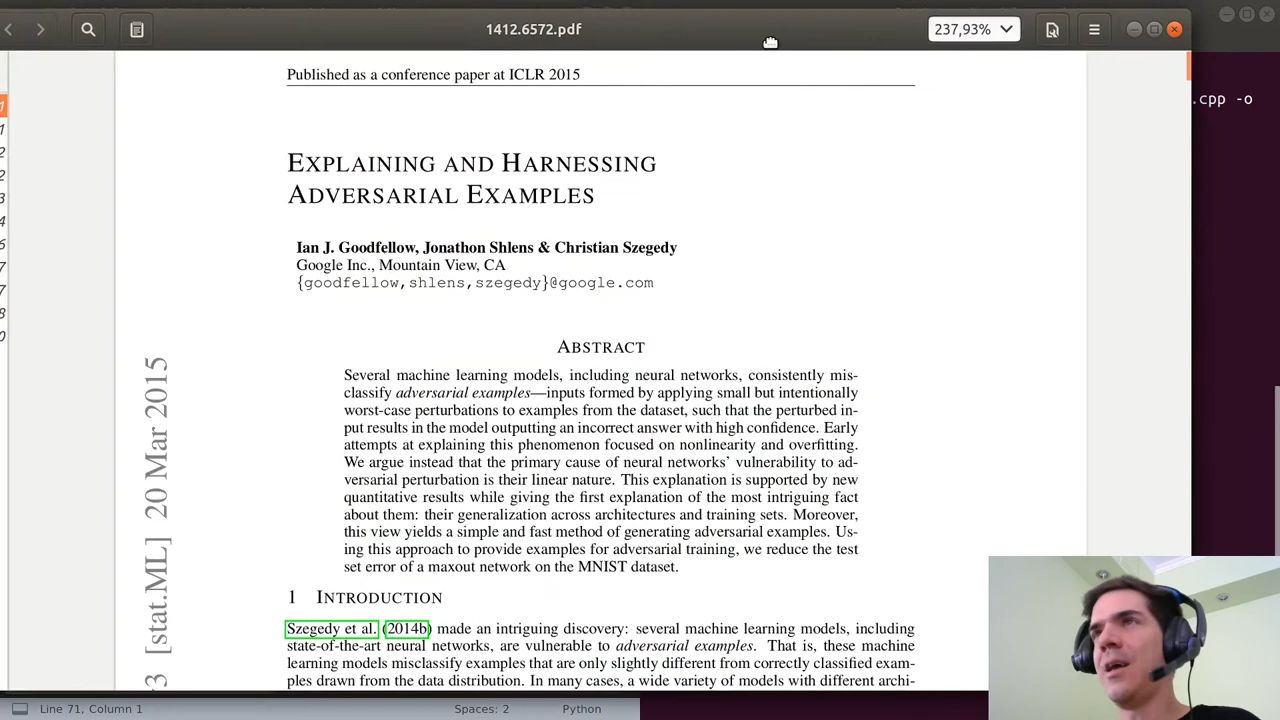 1412.6572.pdf
237,93%
.cpp -o
1
1
2
2
3
4
6
7
7
8
0
Published as a conference paper at ICLR 2015
EXPLAINING AND HARNESSING
ADVERSARIAL EXAMPLES
Ian J. Goodfellow, Jonathon Shlens & Christian Szegedy
Google Inc., Mountain View, CA
{goodfellow,shlens,szegedy}@google.com
ABSTRACT
Several machine learning models, including neural networks, consistently mis-
classify adversarial examples—inputs formed by applying small but intentionally
worst-case perturbations to examples from the dataset, such that the perturbed in-
put results in the model outputting an incorrect answer with high confidence. Early
attempts at explaining this phenomenon focused on nonlinearity and overfitting.
We argue instead that the primary cause of neural networks’ vulnerability to ad-
versarial perturbation is their linear nature. This explanation is supported by new
quantitative results while giving the first explanation of the most intriguing fact
about them: their generalization across architectures and training sets. Moreover,
this view yields a simple and fast method of generating adversarial examples. Us-
ing this approach to provide examples for adversarial training, we reduce the test
set error of a maxout network on the MNIST dataset.
1 INTRODUCTION
Szegedy et al. (2014b) made an intriguing discovery: several machine learning models, including
state-of-the-art neural networks, are vulnerable to adversarial examples. That is, these machine
learning models misclassify examples that are only slightly different from correctly classified exam-
ples drawn from the data distribution. In many cases, a wide variety of models with different archi-
3 [stat.ML] 20 Mar 2015
Line 71, Column 1
Spaces: 2
Python